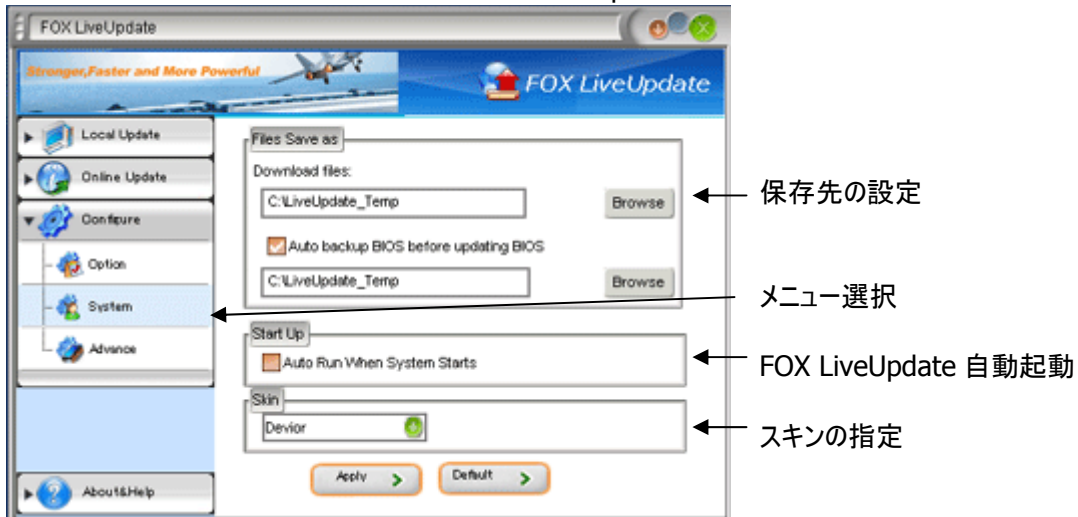 FOX LiveUpdate
Stronger,Faster and More Powerful
FOX LiveUpdate
Local Update
Online Update
Configure
Option
System
Advance
About&Help
Files Save as
Download files:
C:\LiveUpdate_Temp
Browse
Auto backup BIOS before updating BIOS
C:\LiveUpdate_Temp
Browse
Start Up
Auto Run When System Starts
Skin
Devior
Apply
Default
保存先の設定
メニュー選択
FOX LiveUpdate 自動起動
スキンの指定